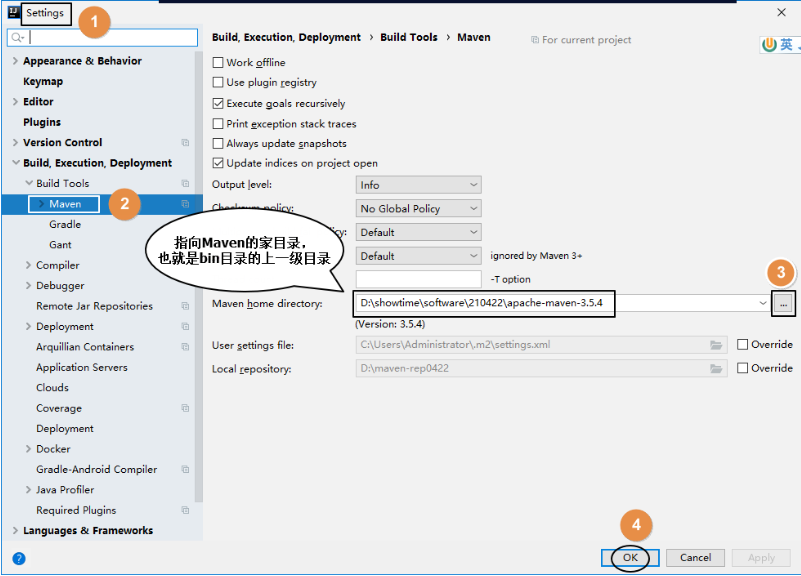 Settings
1
Build, Execution, Deployment › Build Tools › Maven
For current project
英
Appearance & Behavior
Keymap
Editor
Plugins
Version Control
Build, Execution, Deployment
Build Tools
Maven
2
Gradle
Gant
Compiler
Debugger
Remote Jar Repositories
Deployment
Arquillian Containers
Application Servers
Clouds
Coverage
Deployment
Docker
Gradle-Android Compiler
Java Profiler
Required Plugins
Languages & Frameworks
Work offline
Use plugin registry
Execute goals recursively
Print exception stack traces
Always update snapshots
Update indices on project open
Output level: Info
No Global Policy
Default
Default ignored by Maven 3+
-T option
指向Maven的家目录，
也就是bin目录的上一级目录
3
Maven home directory: D:\showtime\software\210422\apache-maven-3.5.4 ...
(Version: 3.5.4)
User settings file: C:\Users\Administrator\.m2\settings.xml Override
Local repository: D:\maven-rep0422 Override
4
? OK Cancel Apply